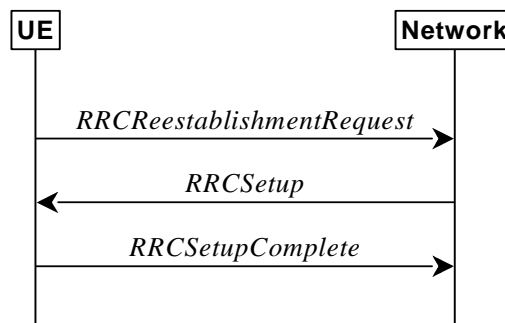 UE Network
RRCReestablishmentRequest
RRCSetup
RRCSetupComplete